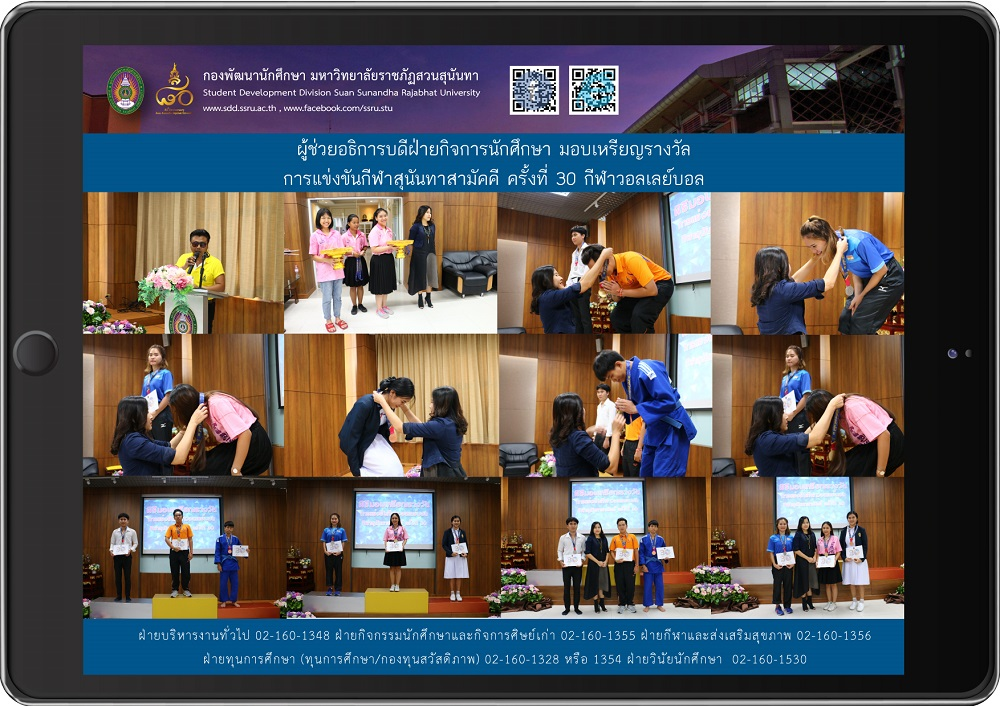 กองพัฒนานักศึกษา มหาวิทยาลัยราชภัฏสวนสุนันทา
Student Development Division Suan Sunandha Rajabhat University
www.sdd.ssru.ac.th , www.facebook.com/ssru.stu
ผู้ช่วยอธิการบดีฝ่ายกิจการนักศึกษา มอบเหรียญรางวัล
การแข่งขันกีฬาสุนันทาสามัคคี ครั้งที่ 30 กีฬาวอลเลย์บอล
ฝ่ายบริหารงานทั่วไป 02-160-1348 ฝ่ายกิจกรรมนักศึกษาและกิจการศิษย์เก่า 02-160-1355 ฝ่ายกีฬาและส่งเสริมสุขภาพ 02-160-1356
ฝ่ายทุนการศึกษา (ทุนการศึกษา/กองทุนสวัสดิภาพ) 02-160-1328 หรือ 1354 ฝ่ายวินัยนักศึกษา 02-160-1530